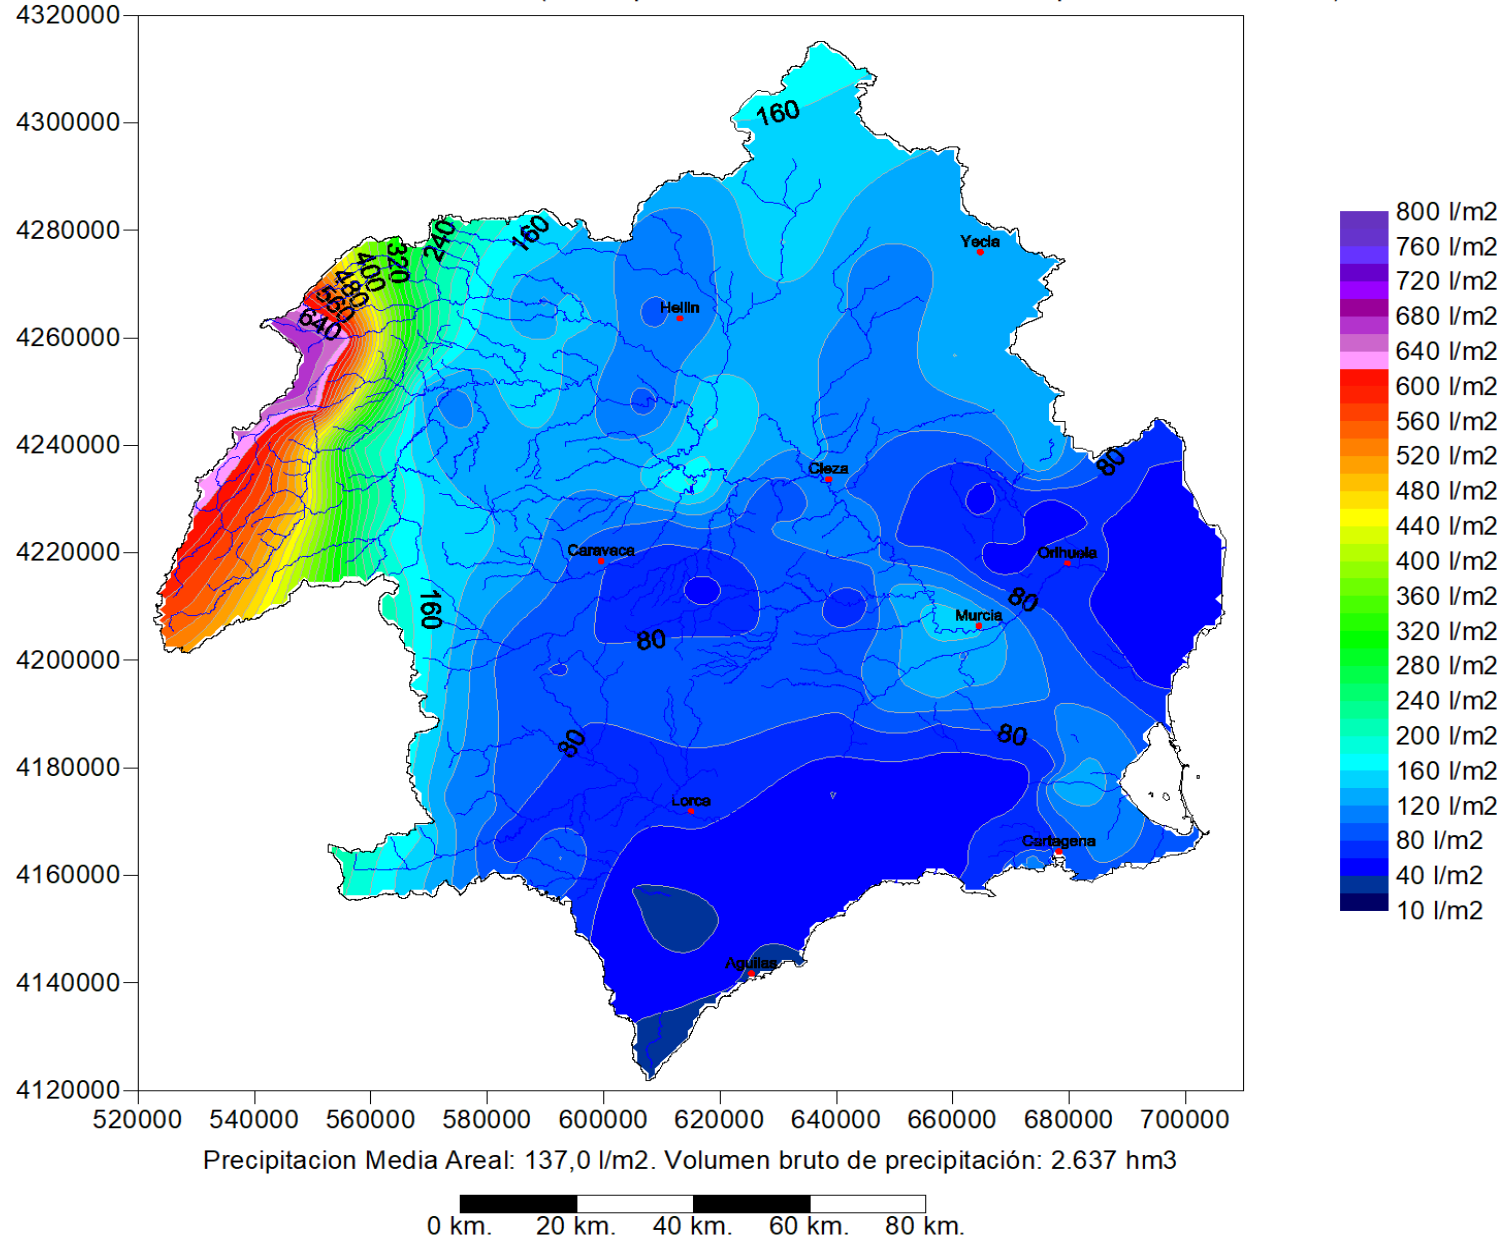 4320000
4300000
4280000
4260000
4240000
4220000
4200000
4180000
4160000
4140000
4120000
520000 540000 560000 580000 600000 620000 640000 660000 680000 700000
160
160
240
320
400
480
560
640
Yecla
Hellin
Cieza
80
Caravaca
Orihuela
160
80
Murcia
80
80
80
Lorca
Cartagena
Aguilas
800 l/m2
760 l/m2
720 l/m2
680 l/m2
640 l/m2
600 l/m2
560 l/m2
520 l/m2
480 l/m2
440 l/m2
400 l/m2
360 l/m2
320 l/m2
280 l/m2
240 l/m2
200 l/m2
160 l/m2
120 l/m2
80 l/m2
40 l/m2
10 l/m2
Precipitacion Media Areal: 137,0 l/m2. Volumen bruto de precipitación: 2.637 hm3
0 km. 20 km. 40 km. 60 km. 80 km.